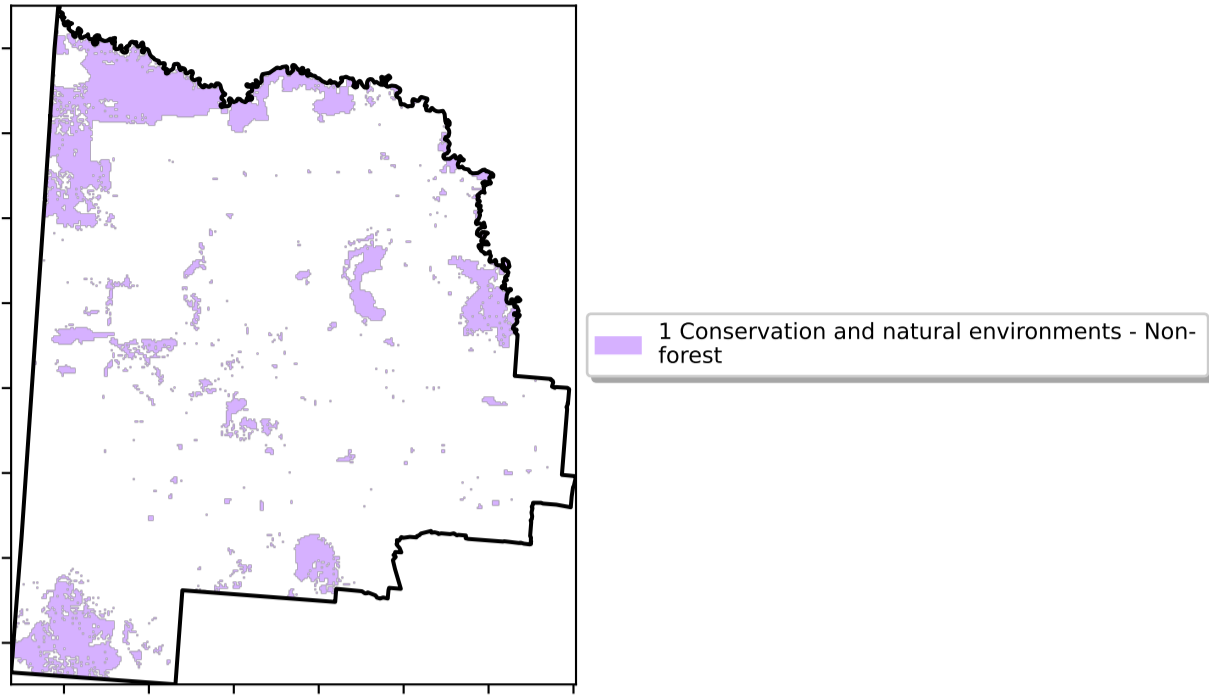 1 Conservation and natural environments - Non-
forest